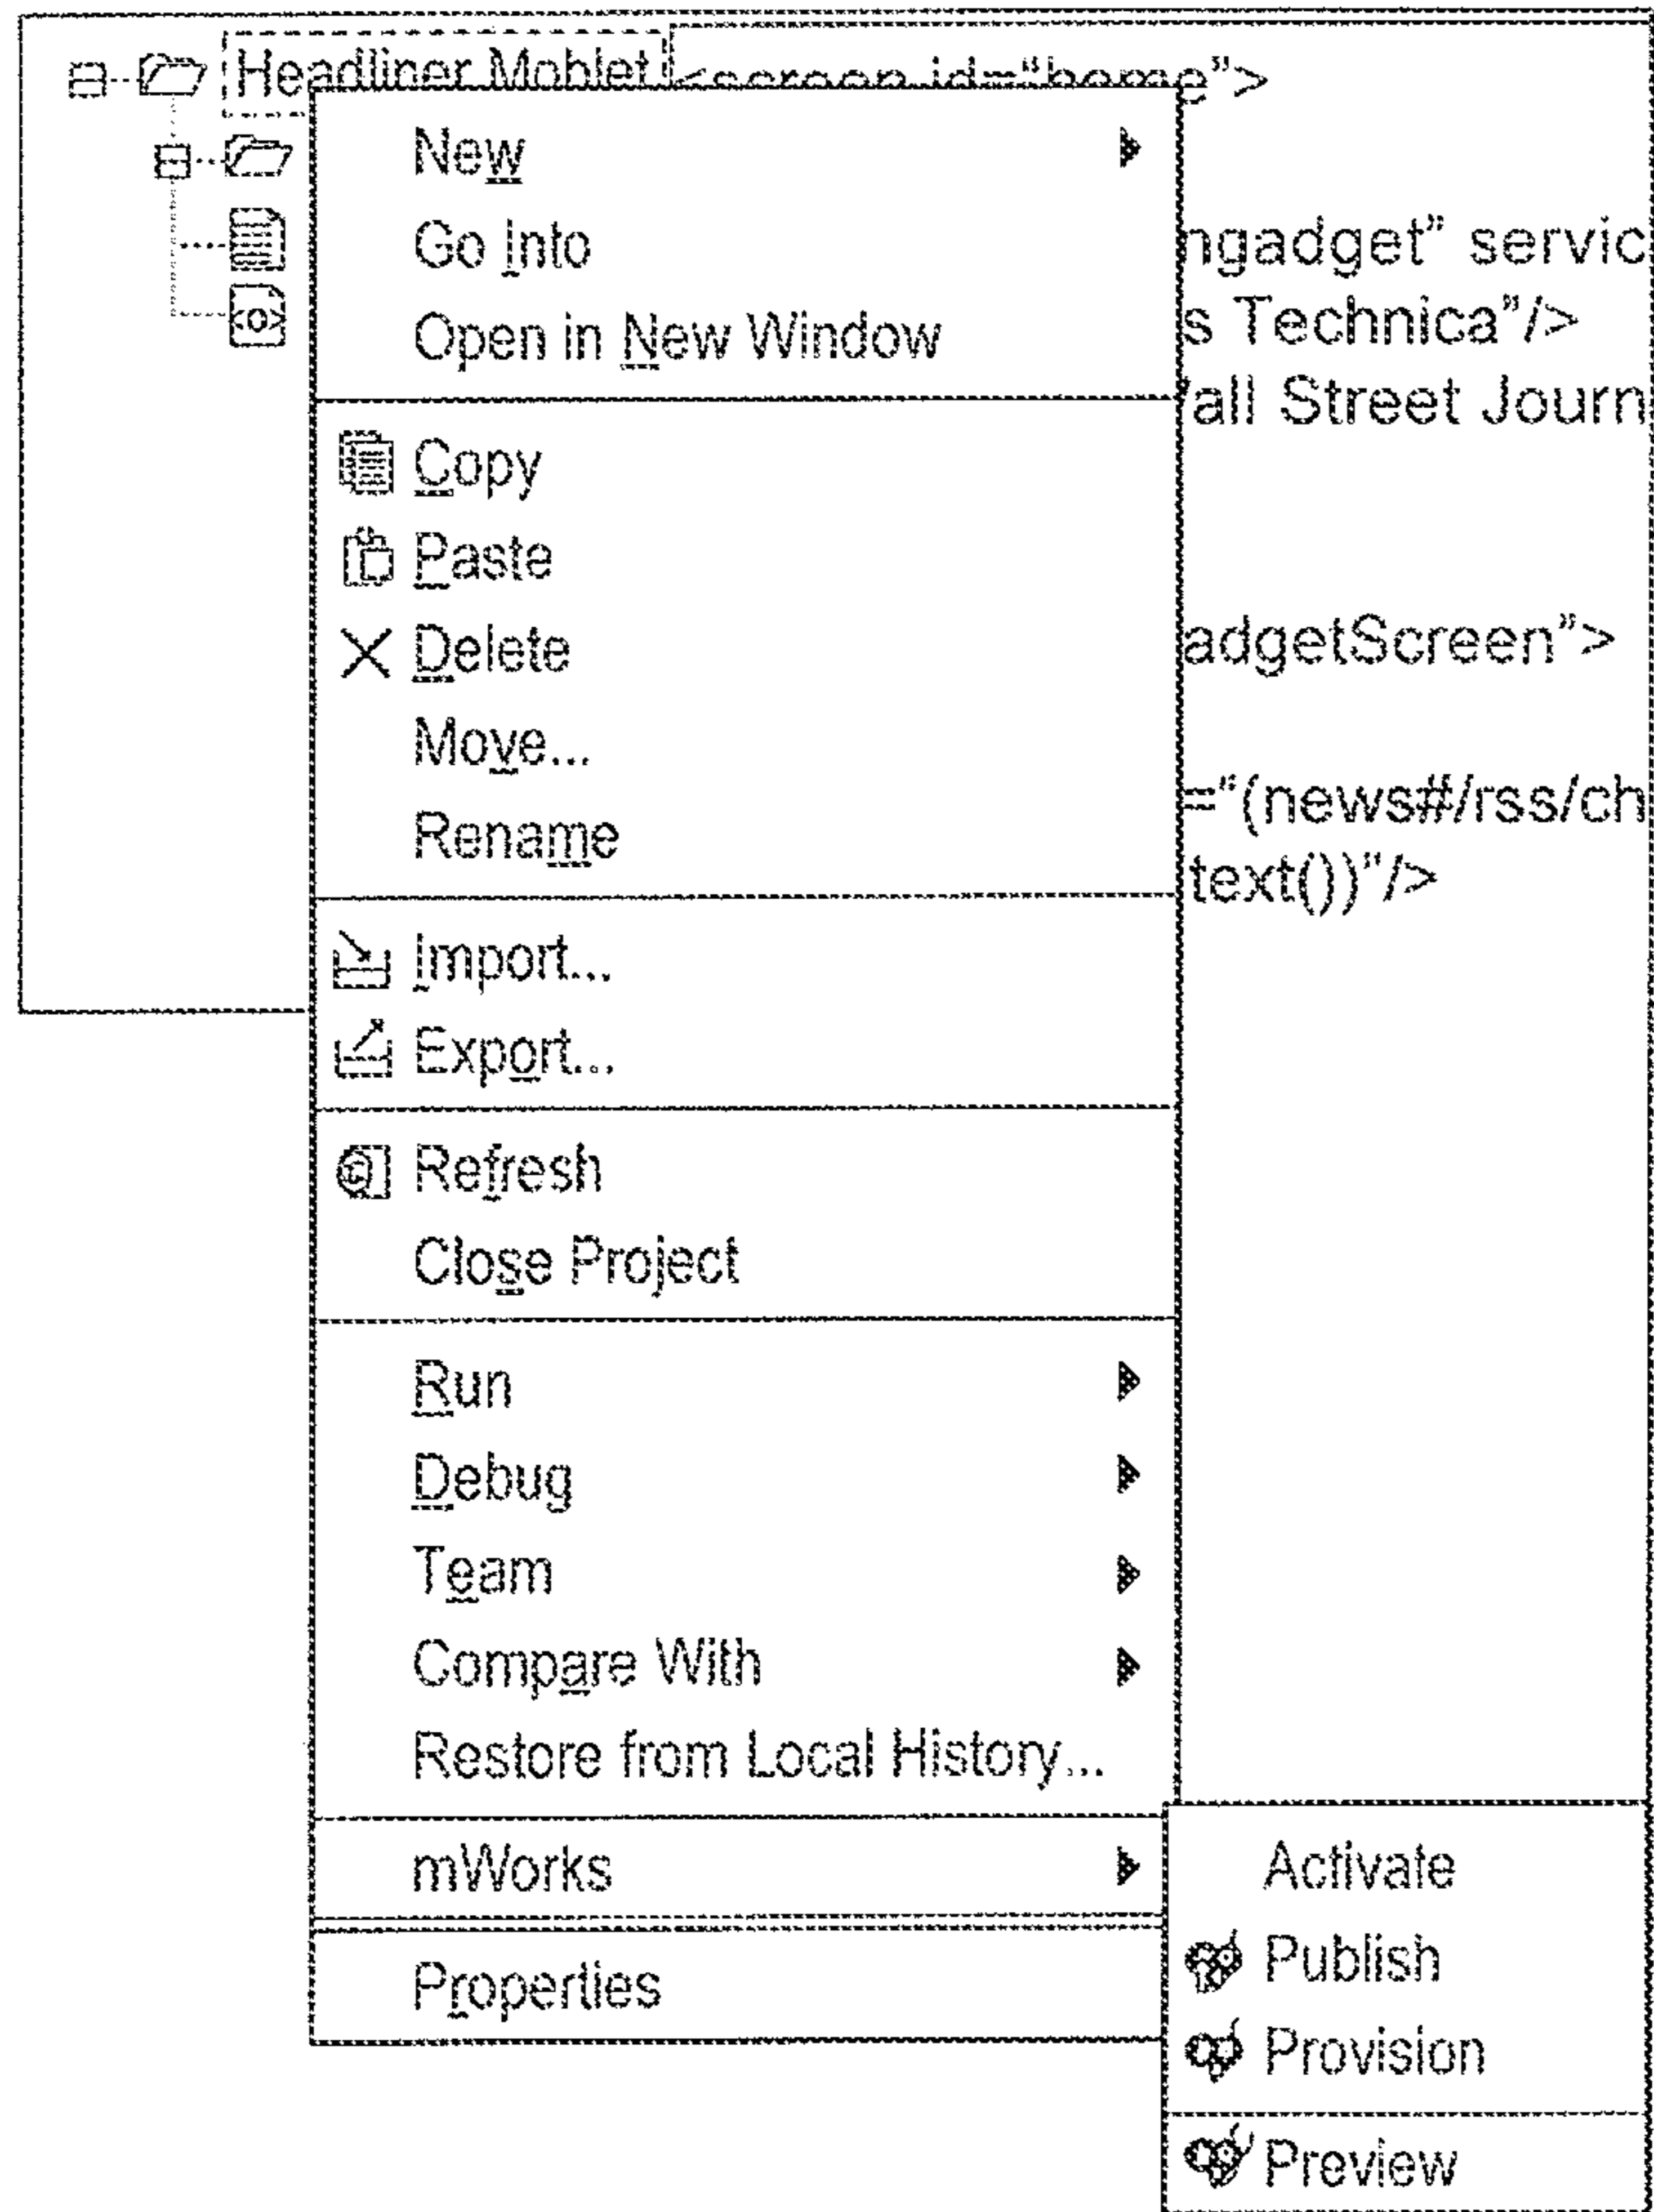 Headliner Moblet <screen id="home">
New
Go Into
ngadget" servic
Open in New Window
s Technica"/>
all Street Journ
Copy
Paste
Delete
adgetScreen">
Move...
="(news#/rss/ch
Rename
text())"/>
Import...
Export...
Refresh
Close Project
Run
Debug
Team
Compare With
Restore from Local History...
mWorks
Activate
Publish
Properties
Provision
Preview